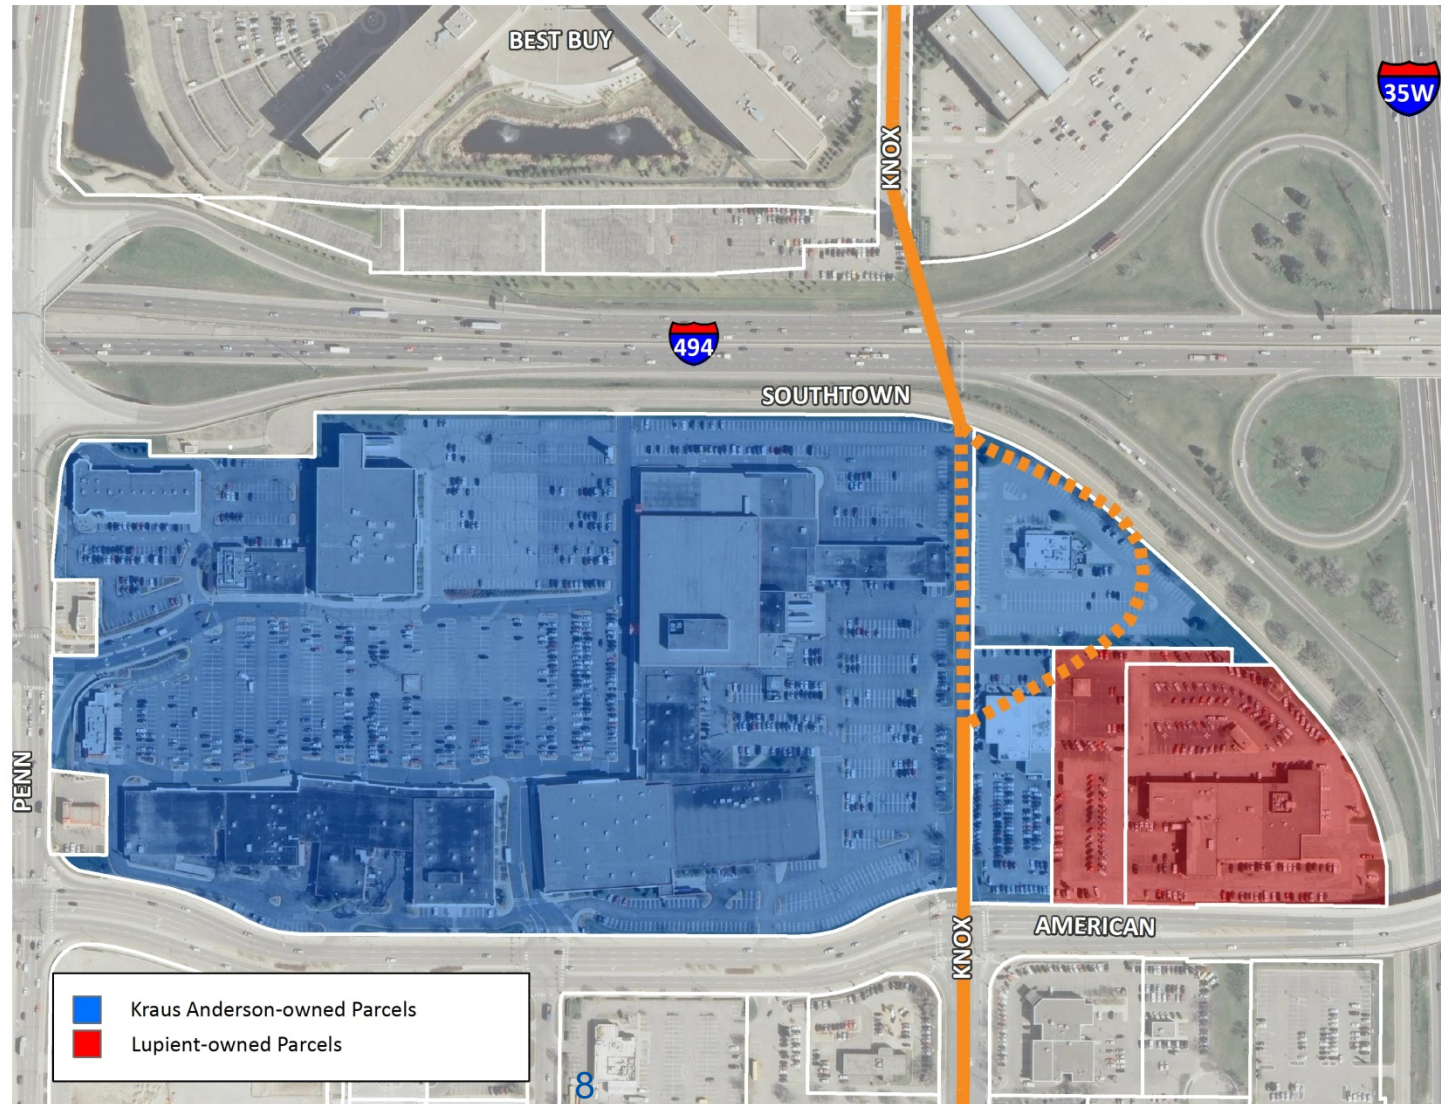 BEST BUY
35W
KNOX
494
SOUTHTOWN
PENN
KNOX
AMERICAN
Kraus Anderson-owned Parcels
Lupient-owned Parcels
8